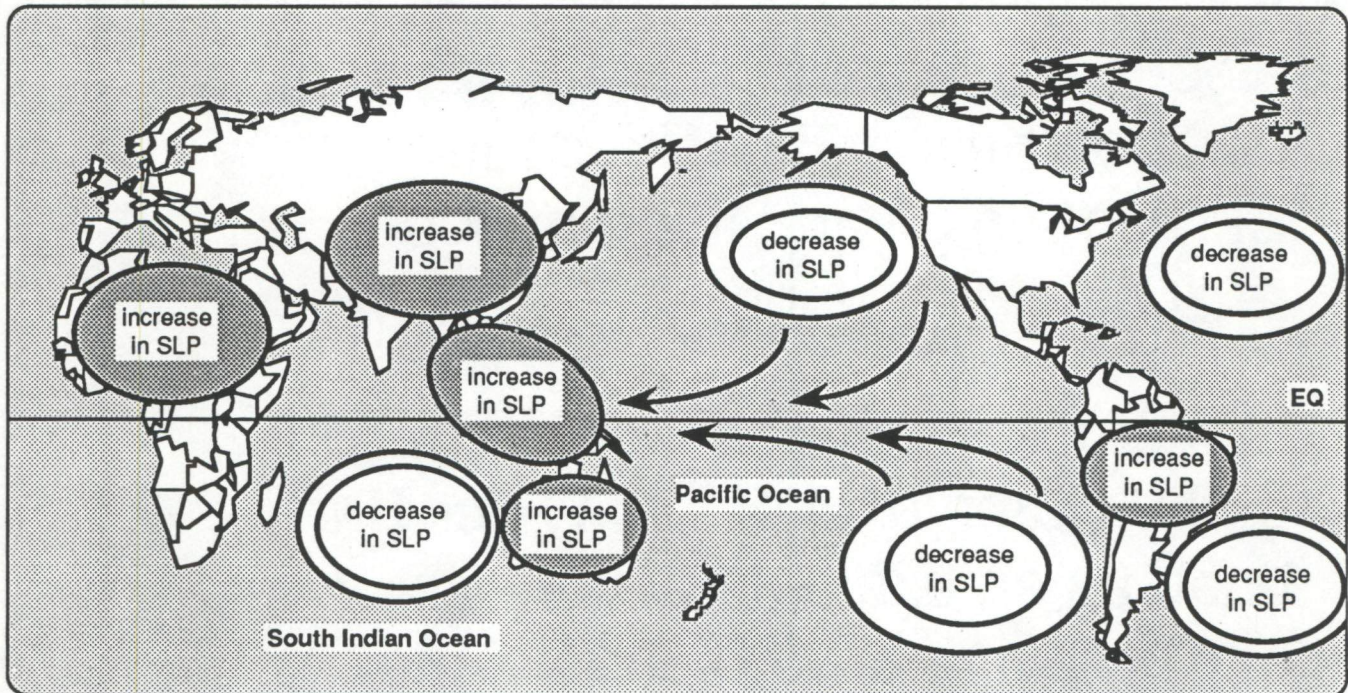 increase
in SLP
decrease
in SLP
decrease
in SLP
increase
in SLP
increase
in SLP
EQ
increase
in SLP
Pacific Ocean
decrease
in SLP
increase
in SLP
decrease
in SLP
decrease
in SLP
South Indian Ocean